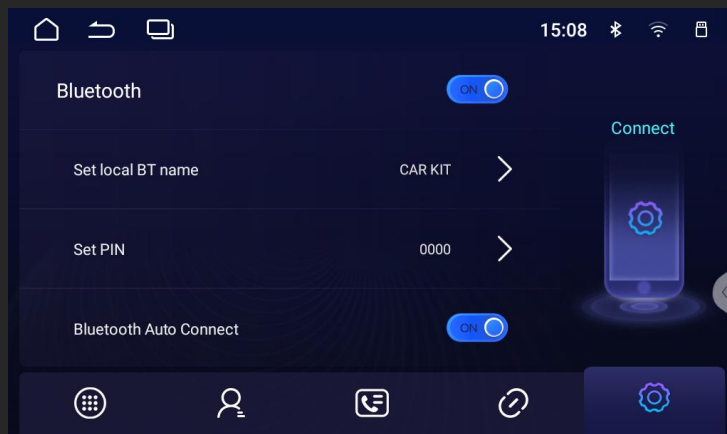 15:08
Bluetooth
ON
Connect
Set local BT name
CAR KIT
Set PIN
0000
Bluetooth Auto Connect
ON